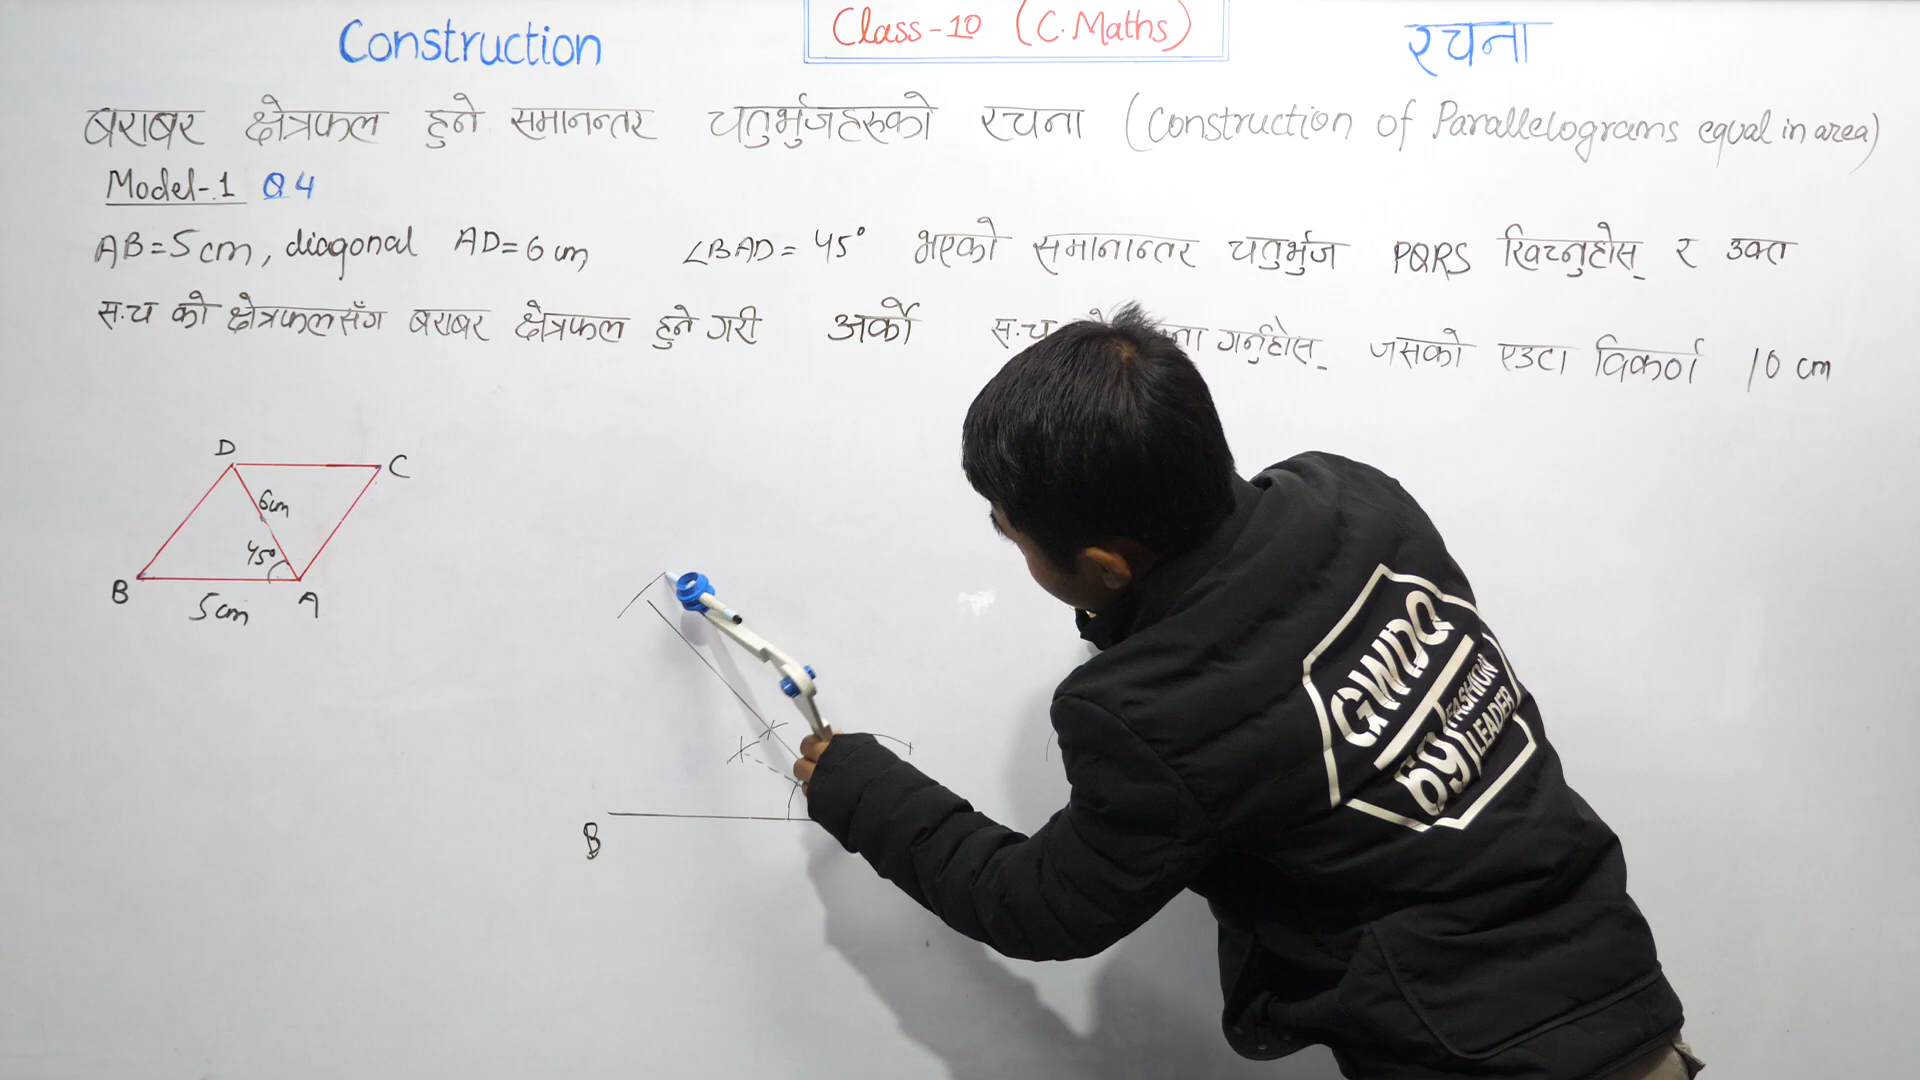 Construction
Class-10 (C.Maths)
रचना
बराबर क्षेत्रफल हुने समानन्तर चतुर्भुजहरुको रचना (Construction of Parallelograms equal in area)
Model-1 Q4
AB=5cm, diagonal AD=6cm ∠BAD= 45° भएको समानान्तर चतुर्भुज PQRS खिच्नुहोस् र उक्त
स.च को क्षेत्रफलसँग बराबर क्षेत्रफल हुने गरी अर्को स.च गर्नुहोस् जसको एउटा विकर्ण 10 cm
D
C
6cm
45°
B
5cm
A
B
GWDQ
FASHION
LEADER